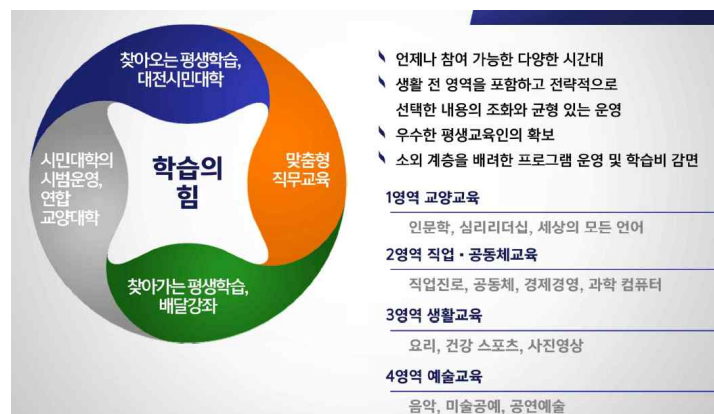 찾아오는 평생학습,
대전시민대학
맞춤형
직무교육
찾아가는 평생학습,
배달강좌
시민대학의
시범운영,
연합
교양대학
학습의
힘
언제나 참여 가능한 다양한 시간대
생활 전 영역을 포함하고 전략적으로
선택한 내용의 조화와 균형 있는 운영
우수한 평생교육인의 확보
소외 계층을 배려한 프로그램 운영 및 학습비 감면
1영역 교양교육
인문학, 심리리더십, 세상의 모든 언어
2영역 직업·공동체교육
직업진로, 공동체, 경제경영, 과학 컴퓨터
3영역 생활교육
요리, 건강 스포츠, 사진영상
4영역 예술교육
음악, 미술공예, 공연예술